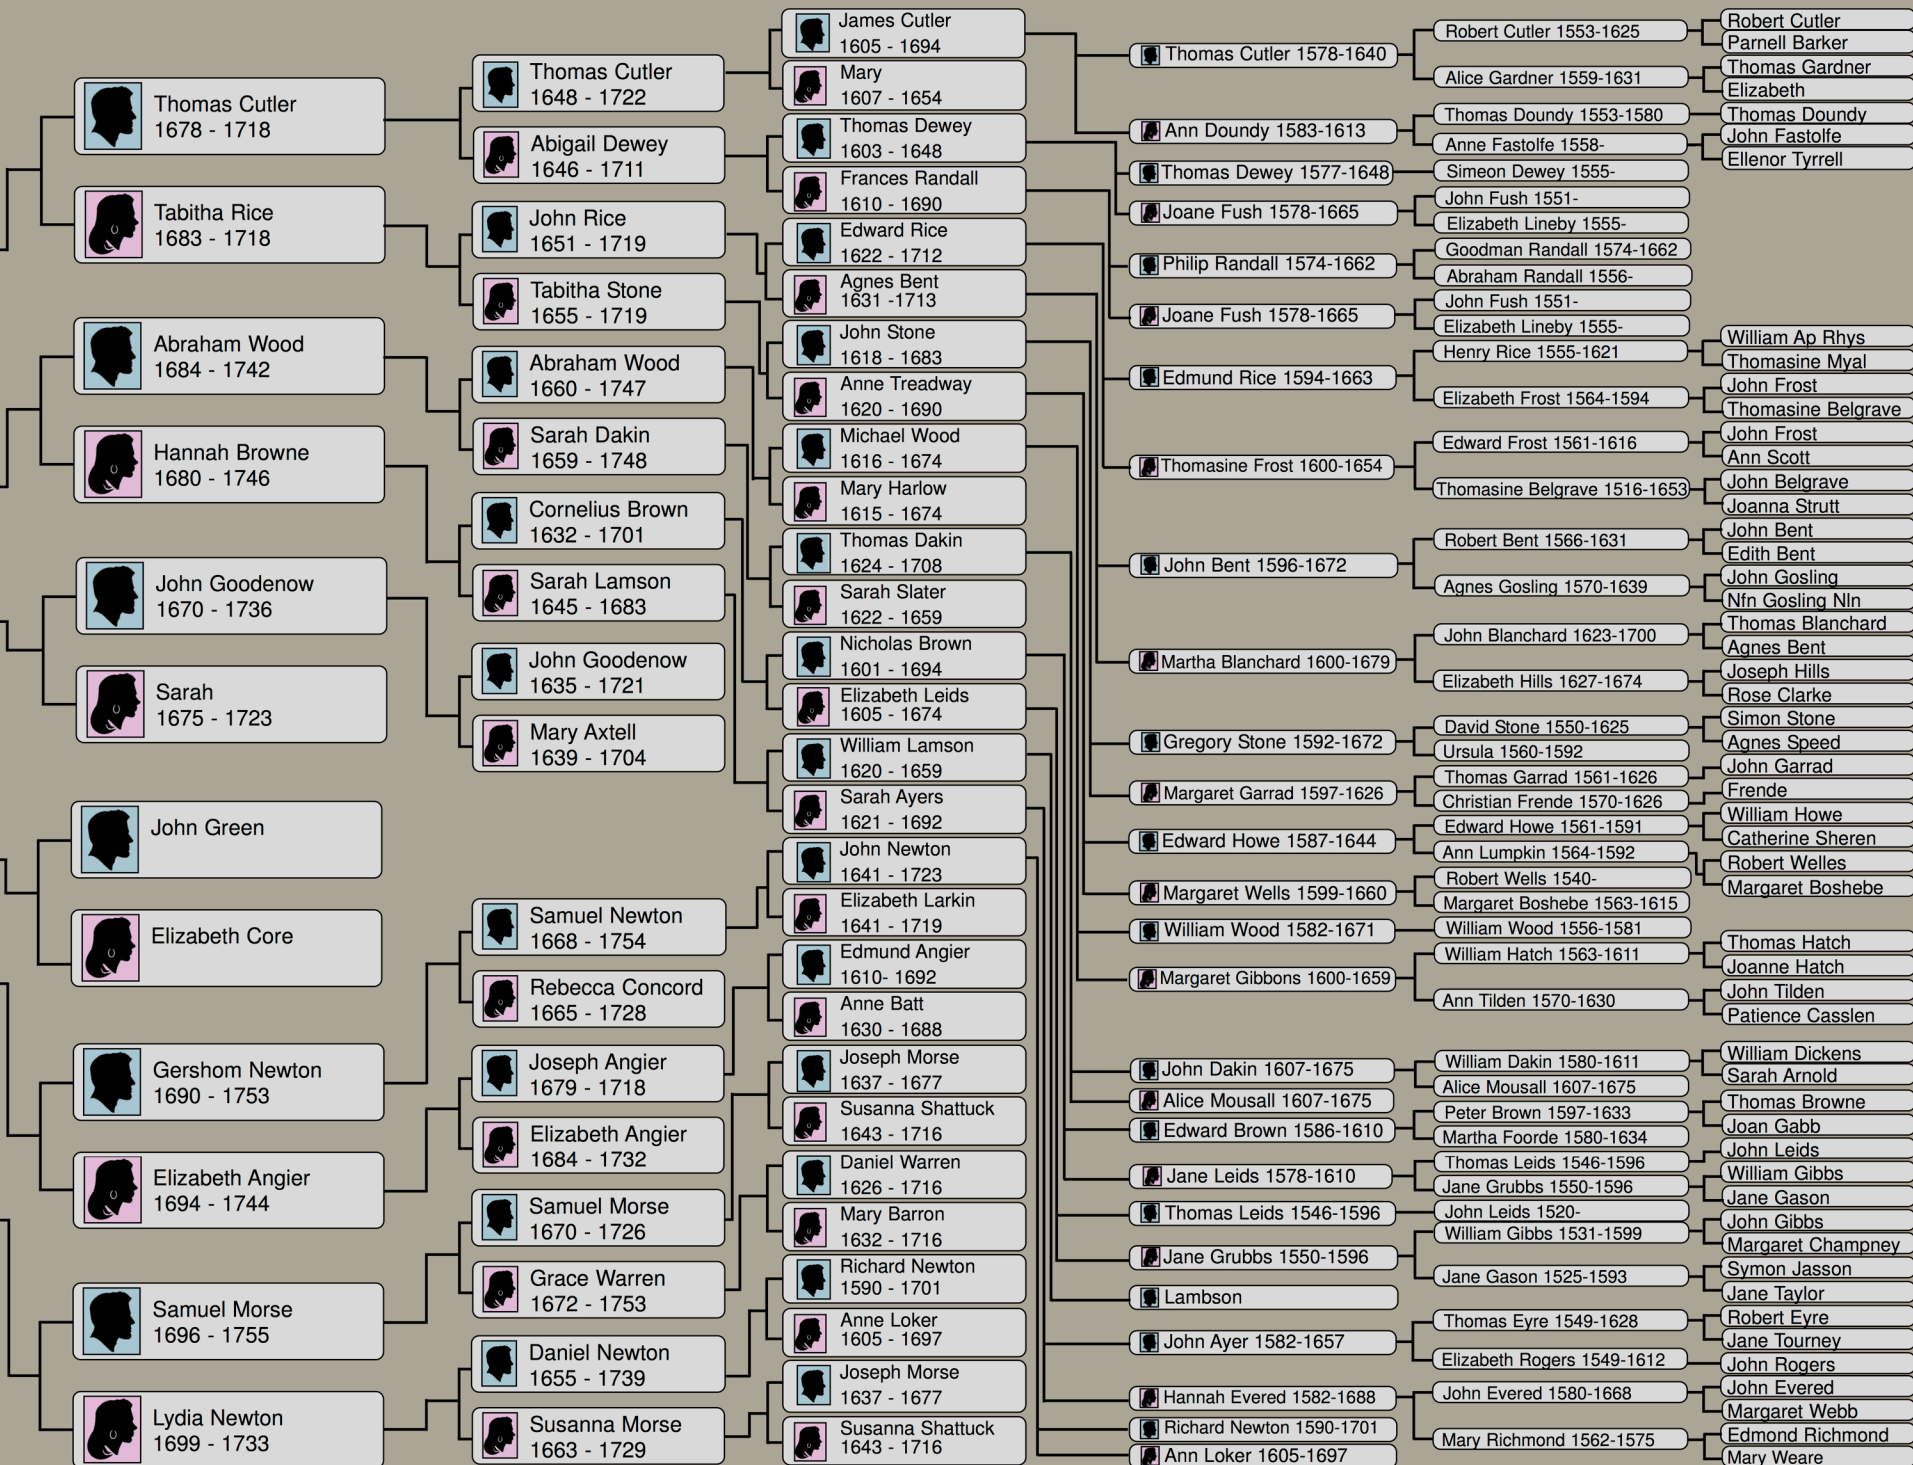 Thomas Cutler
1678 - 1718
Tabitha Rice
1683 - 1718
Abraham Wood
1684 - 1742
Hannah Browne
1680 - 1746
John Goodenow
1670 - 1736
Sarah
1675 - 1723
John Green
Elizabeth Core
Gershom Newton
1690 - 1753
Elizabeth Angier
1694 - 1744
Samuel Morse
1696 - 1755
Lydia Newton
1699 - 1733
Thomas Cutler
1648 - 1722
Abigail Dewey
1646 - 1711
John Rice
1651 - 1719
Tabitha Stone
1655 - 1719
Abraham Wood
1660 - 1747
Sarah Dakin
1659 - 1748
Cornelius Brown
1632 - 1701
Sarah Lamson
1645 - 1683
John Goodenow
1635 - 1721
Mary Axtell
1639 - 1704
Samuel Newton
1668 - 1754
Rebecca Concord
1665 - 1728
Joseph Angier
1679 - 1718
Elizabeth Angier
1684 - 1732
Samuel Morse
1670 - 1726
Grace Warren
1672 - 1753
Daniel Newton
1655 - 1739
Susanna Morse
1663 - 1729
James Cutler
1605 - 1694
Mary
1607 - 1654
Thomas Dewey
1603 - 1648
Frances Randall
1610 - 1690
Edward Rice
1622 - 1712
Agnes Bent
1631 -1713
John Stone
1618 - 1683
Anne Treadway
1620 - 1690
Michael Wood
1616 - 1674
Mary Harlow
1615 - 1674
Thomas Dakin
1624 - 1708
Sarah Slater
1622 - 1659
Nicholas Brown
1601 - 1694
Elizabeth Leids
1605 - 1674
William Lamson
1620 - 1659
Sarah Ayers
1621 - 1692
John Newton
1641 - 1723
Elizabeth Larkin
1641 - 1719
Edmund Angier
1610- 1692
Anne Batt
1630 - 1688
Joseph Morse
1637 - 1677
Susanna Shattuck
1643 - 1716
Daniel Warren
1626 - 1716
Mary Barron
1632 - 1716
Richard Newton
1590 - 1701
Anne Loker
1605 - 1697
Joseph Morse
1637 - 1677
Susanna Shattuck
1643 - 1716
Thomas Cutler 1578-1640
Ann Doundy 1583-1613
Thomas Dewey 1577-1648
Joane Fush 1578-1665
Philip Randall 1574-1662
Joane Fush 1578-1665
Edmund Rice 1594-1663
Thomasine Frost 1600-1654
John Bent 1596-1672
Martha Blanchard 1600-1679
Gregory Stone 1592-1672
Margaret Garrad 1597-1626
Edward Howe 1587-1644
Margaret Wells 1599-1660
William Wood 1582-1671
Margaret Gibbons 1600-1659
John Dakin 1607-1675
Alice Mousall 1607-1675
Edward Brown 1586-1610
Jane Leids 1578-1610
Thomas Leids 1546-1596
Jane Grubbs 1550-1596
Lambson
John Ayer 1582-1657
Hannah Evered 1582-1688
Richard Newton 1590-1701
Ann Loker 1605-1697
Robert Cutler 1553-1625
Alice Gardner 1559-1631
Thomas Doundy 1553-1580
Anne Fastolfe 1558-
Simeon Dewey 1555-
John Fush 1551-
Elizabeth Lineby 1555-
Goodman Randall 1574-1662
Abraham Randall 1556-
John Fush 1551-
Elizabeth Lineby 1555-
Henry Rice 1555-1621
Elizabeth Frost 1564-1594
Edward Frost 1561-1616
Thomasine Belgrave 1516-1653
Robert Bent 1566-1631
Agnes Gosling 1570-1639
John Blanchard 1623-1700
Elizabeth Hills 1627-1674
David Stone 1550-1625
Ursula 1560-1592
Thomas Garrad 1561-1626
Christian Frende 1570-1626
Edward Howe 1561-1591
Ann Lumpkin 1564-1592
Robert Wells 1540-
Margaret Boshebe 1563-1615
William Wood 1556-1581
William Hatch 1563-1611
Ann Tilden 1570-1630
William Dakin 1580-1611
Alice Mousall 1607-1675
Peter Brown 1597-1633
Martha Foorde 1580-1634
Thomas Leids 1546-1596
Jane Grubbs 1550-1596
John Leids 1520-
William Gibbs 1531-1599
Jane Gason 1525-1593
Thomas Eyre 1549-1628
Elizabeth Rogers 1549-1612
John Evered 1580-1668
Mary Richmond 1562-1575
Robert Cutler
Parnell Barker
Thomas Gardner
Elizabeth
Thomas Doundy
John Fastolfe
Ellenor Tyrrell
William Ap Rhys
Thomasine Myal
John Frost
Thomasine Belgrave
John Frost
Ann Scott
John Belgrave
Joanna Strutt
John Bent
Edith Bent
John Gosling
Nfn Gosling Nln
Thomas Blanchard
Agnes Bent
Joseph Hills
Rose Clarke
Simon Stone
Agnes Speed
John Garrad
Frende
William Howe
Catherine Sheren
Robert Welles
Margaret Boshebe
Thomas Hatch
Joanne Hatch
John Tilden
Patience Casslen
William Dickens
Sarah Arnold
Thomas Browne
Joan Gabb
John Leids
William Gibbs
Jane Gason
John Gibbs
Margaret Champney
Symon Jasson
Jane Taylor
Robert Eyre
Jane Tourney
John Rogers
John Evered
Margaret Webb
Edmond Richmond
Mary Weare